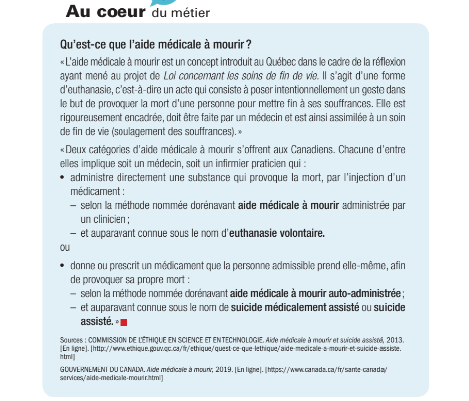 Au coeur du métier
Qu'est-ce que l'aide médicale à mourir ?
« L'aide médicale à mourir est un concept introduit au Québec dans le cadre de la réflexion
ayant mené au projet de Loi concernant les soins de fin de vie. Il s'agit d'une forme
d'euthanasie, c'est-à-dire un acte qui consiste à poser intentionnellement un geste dans
le but de provoquer la mort d'une personne pour mettre fin à ses souffrances. Elle est
rigoureusement encadrée, doit être faite par un médecin et est ainsi assimilée à un soin
de fin de vie (soulagement des souffrances). »
« Deux catégories d'aide médicale à mourir s'offrent aux Canadiens. Chacune d'entre
elles implique soit un médecin, soit un infirmier praticien qui :
• administre directement une substance qui provoque la mort, par l'injection d'un
médicament :
– selon la méthode nommée dorénavant aide médicale à mourir administrée par
un clinicien ;
– et auparavant connue sous le nom d'euthanasie volontaire.
ou
• donne ou prescrit un médicament que la personne admissible prend elle-même, afin
de provoquer sa propre mort :
– selon la méthode nommée dorénavant aide médicale à mourir auto-administrée ;
– et auparavant connue sous le nom de suicide médicalement assisté ou suicide
assisté. »
Sources : COMMISSION DE L'ÉTHIQUE EN SCIENCE ET EN TECHNOLOGIE. Aide médicale à mourir et suicide assisté, 2013.
[En ligne]. [http://www.ethique.gouv.qc.ca/fr/ethique/quest-ce-que-lethique/aide-medicale-a-mourir-et-suicide-assiste.
html]
GOUVERNEMENT DU CANADA. Aide médicale à mourir, 2019. [En ligne]. [https://www.canada.ca/fr/sante-canada/
services/aide-medicale-mourir.html]